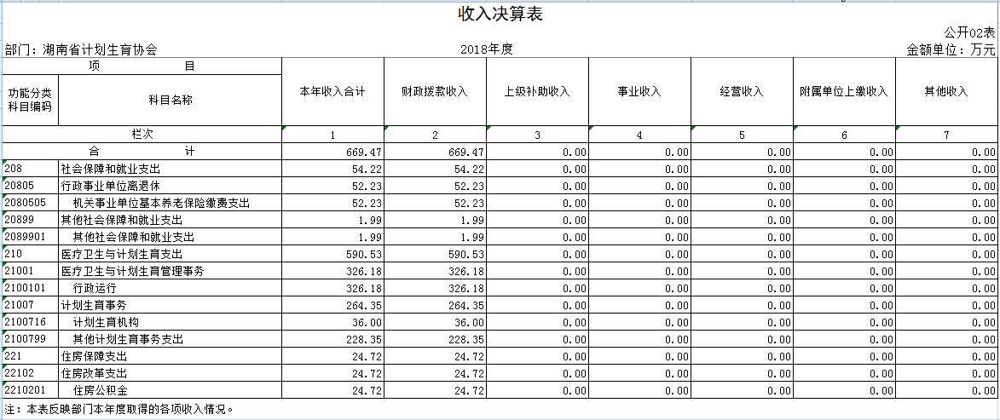 收入决算表
公开02表
部门：湖南省计划生育协会 2018年度 金额单位：万元
项 目 本年收入合计 财政拨款收入 上级补助收入 事业收入 经营收入 附属单位上缴收入 其他收入
功能分类科目编码 科目名称
栏次 1 2 3 4 5 6 7
合 计 669.47 669.47 0.00 0.00 0.00 0.00 0.00
208 社会保障和就业支出 54.22 54.22 0.00 0.00 0.00 0.00 0.00
20805 行政事业单位离退休 52.23 52.23 0.00 0.00 0.00 0.00 0.00
2080505 机关事业单位基本养老保险缴费支出 52.23 52.23 0.00 0.00 0.00 0.00 0.00
20899 其他社会保障和就业支出 1.99 1.99 0.00 0.00 0.00 0.00 0.00
2089901 其他社会保障和就业支出 1.99 1.99 0.00 0.00 0.00 0.00 0.00
210 医疗卫生与计划生育支出 590.53 590.53 0.00 0.00 0.00 0.00 0.00
21001 医疗卫生与计划生育管理事务 326.18 326.18 0.00 0.00 0.00 0.00 0.00
2100101 行政运行 326.18 326.18 0.00 0.00 0.00 0.00 0.00
21007 计划生育事务 264.35 264.35 0.00 0.00 0.00 0.00 0.00
2100716 计划生育机构 36.00 36.00 0.00 0.00 0.00 0.00 0.00
2100799 其他计划生育事务支出 228.35 228.35 0.00 0.00 0.00 0.00 0.00
221 住房保障支出 24.72 24.72 0.00 0.00 0.00 0.00 0.00
22102 住房改革支出 24.72 24.72 0.00 0.00 0.00 0.00 0.00
2210201 住房公积金 24.72 24.72 0.00 0.00 0.00 0.00 0.00
注：本表反映部门本年度取得的各项收入情况。